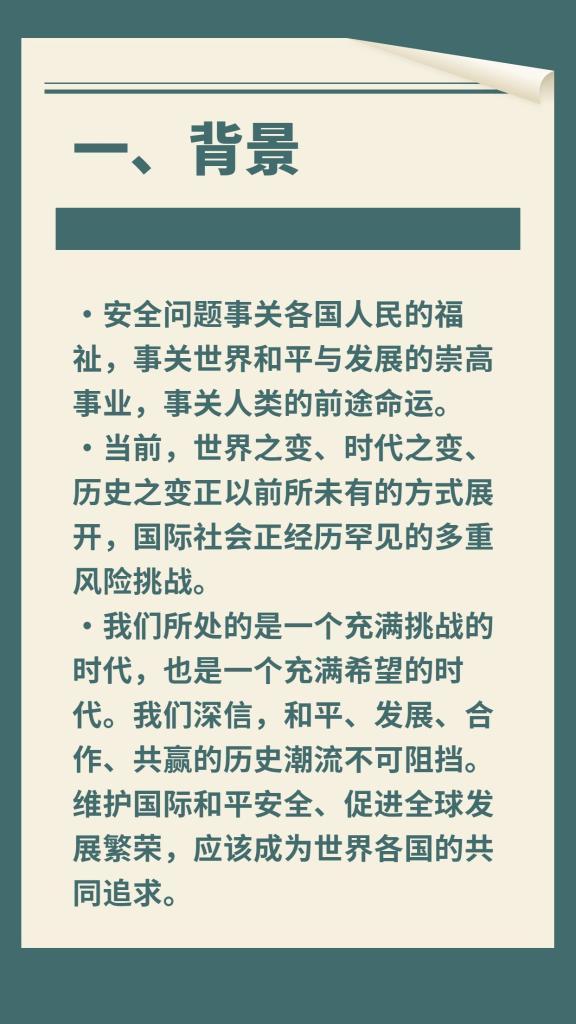 一、背景
·安全问题事关各国人民的福
祉，事关世界和平与发展的崇高
事业，事关人类的前途命运。
·当前，世界之变、时代之变、
历史之变正以前所未有的方式展
开，国际社会正经历罕见的多重
风险挑战。
·我们所处的是一个充满挑战的
时代，也是一个充满希望的时
代。我们深信，和平、发展、合
作、共赢的历史潮流不可阻挡。
维护国际和平安全、促进全球发
展繁荣，应该成为世界各国的共
同追求。